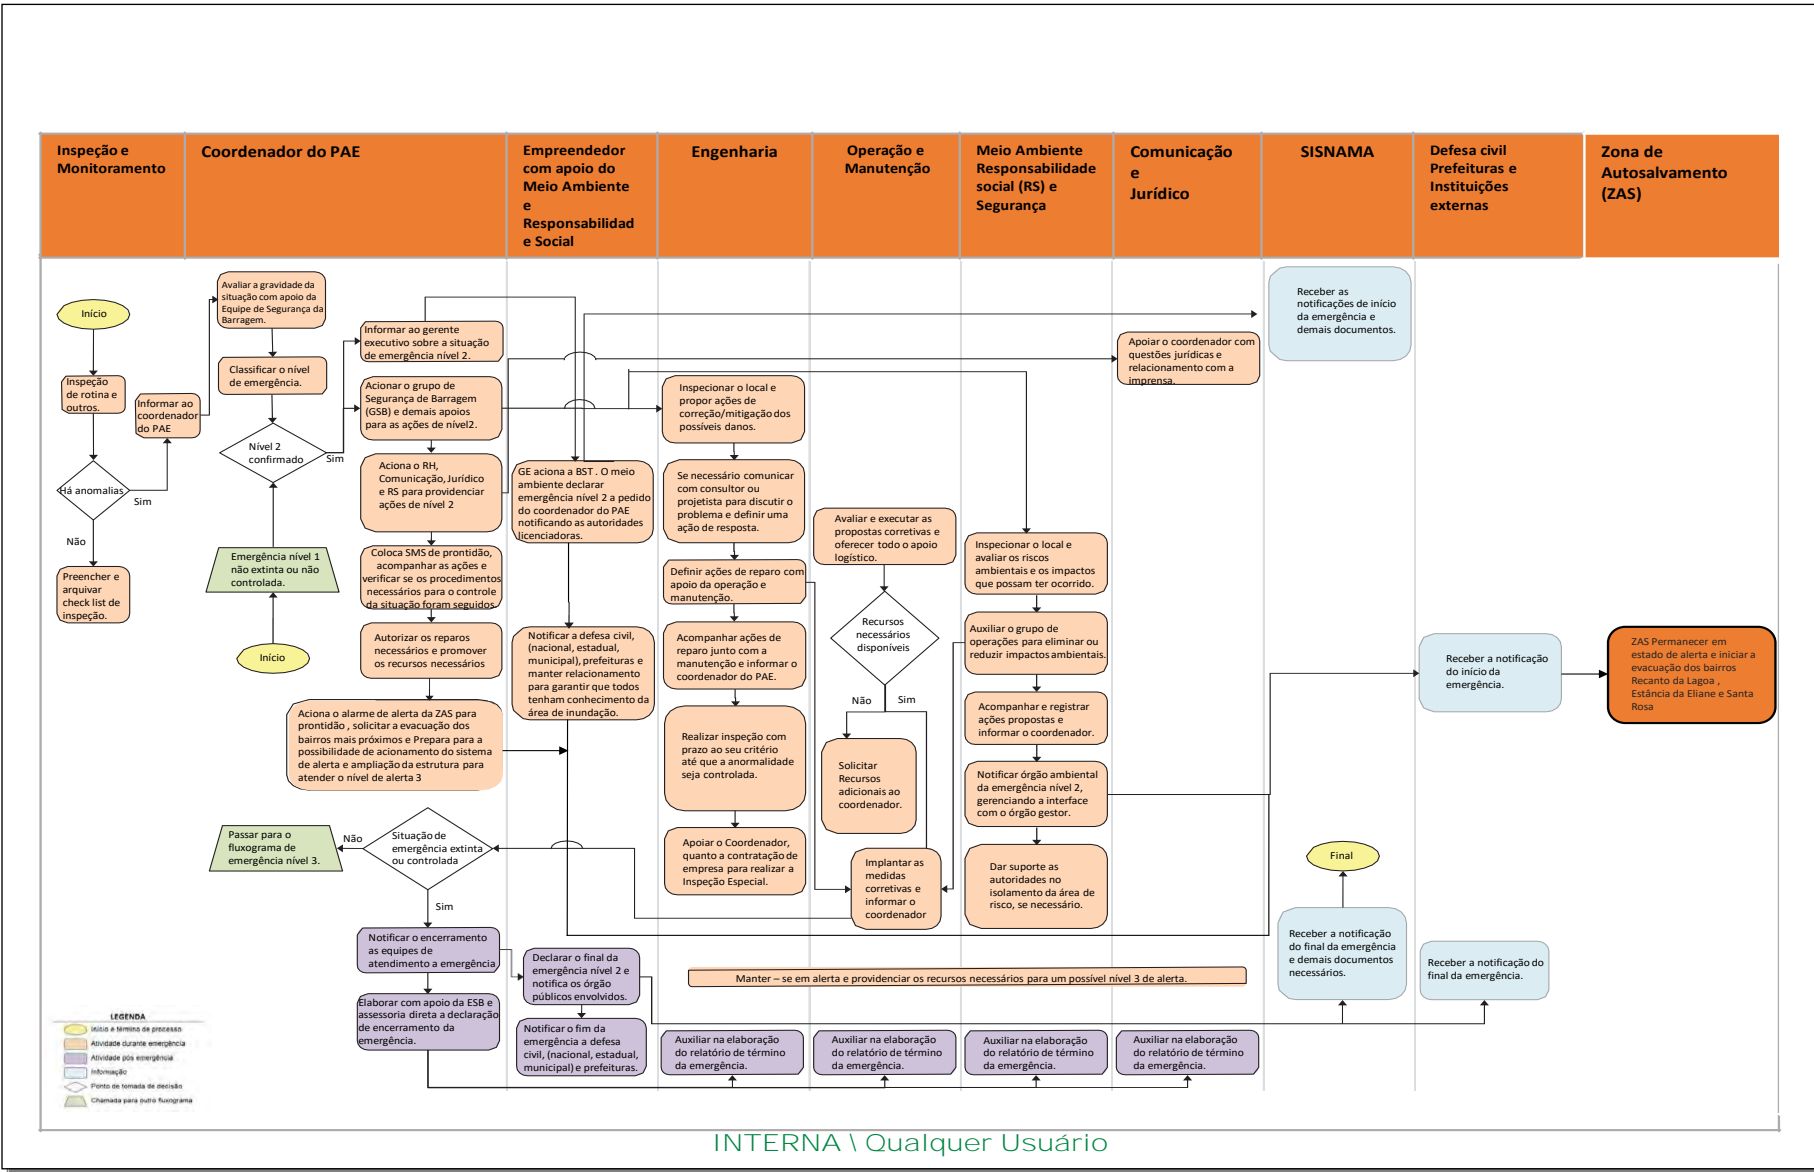 Inspeção e
Monitoramento
Coordenador do PAE
Empreendedor
com apoio do
Meio Ambiente
e
Responsabilidad
e Social
Engenharia
Operação e
Manutenção
Meio Ambiente
Responsabilidade
social (RS) e
Segurança
Comunicação
e
Jurídico
SISNAMA
Defesa civil
Prefeituras e
Instituições
externas
Zona de
Autosalvamento
(ZAS)
Início
Inspeção
de rotina e
outros.
Há anomalias
Sim
Não
Preencher e
arquivar
check list de
inspeção.
Informar ao
coordenador
do PAE
Avaliar a gravidade da
situação com apoio da
Equipe de Segurança da
Barragem.
Classificar o nível
de emergência.
Nível 2
confirmado
Sim
Emergência nível 1
não extinta ou não
controlada.
Início
Informar ao gerente
executivo sobre a situação
de emergência nível 2.
Acionar o grupo de
Segurança de Barragem
(GSB) e demais apoios
para as ações de nível2.
Aciona o RH,
Comunicação, Jurídico
e RS para providenciar
ações de nível 2
Coloca SMS de prontidão,
acompanhar as ações e
verificar se os procedimentos
necessários para o controle
da situação foram seguidos.
Autorizar os reparos
necessários e promover
os recursos necessários
Aciona o alarme de alerta da ZAS para
prontidão , solicitar a evacuação dos
bairros mais próximos e Prepara para a
possibilidade de acionamento do sistema
de alerta e ampliação da estrutura para
atender o nível de alerta 3
Passar para o
fluxograma de
emergência nível 3.
Não
Situação de
emergência extinta
ou controlada
Sim
Notificar o encerramento
as equipes de
atendimento a emergência
Elaborar com apoio da ESB e
assessoria direta a declaração
de encerramento da
emergência.
GE aciona a BST . O meio
ambiente declarar
emergência nível 2 a pedido
do coordenador do PAE
notificando as autoridades
licenciadoras.
Notificar a defesa civil,
(nacional, estadual,
municipal), prefeituras e
manter relacionamento
para garantir que todos
tenham conhecimento da
área de inundação.
Declarar o final da
emergência nível 2 e
notifica os órgão
públicos envolvidos.
Notificar o fim da
emergência a defesa
civil, (nacional, estadual,
municipal) e prefeituras.
Inspecionar o local e
propor ações de
correção/mitigação dos
possíveis danos.
Se necessário comunicar
com consultor ou
projetista para discutir o
problema e definir uma
ação de resposta.
Definir ações de reparo com
apoio da operação e
manutenção.
Acompanhar ações de
reparo junto com a
manutenção e informar o
coordenador do PAE.
Realizar inspeção com
prazo ao seu critério
até que a anormalidade
seja controlada.
Apoiar o Coordenador,
quanto a contratação de
empresa para realizar a
Inspeção Especial.
Avaliar e executar as
propostas corretivas e
oferecer todo o apoio
logístico.
Recursos
necessários
disponíveis
Não
Sim
Solicitar
Recursos
adicionais ao
coordenador.
Implantar as
medidas
corretivas e
informar o
coordenador
Inspecionar o local e
avaliar os riscos
ambientais e os impactos
que possam ter ocorrido.
Auxiliar o grupo de
operações para eliminar ou
reduzir impactos ambientais.
Acompanhar e registrar
ações propostas e
informar o coordenador.
Notificar órgão ambiental
da emergência nível 2,
gerenciando a interface
com o órgão gestor.
Dar suporte as
autoridades no
isolamento da área de
risco, se necessário.
Apoiar o coordenador com
questões jurídicas e
relacionamento com a
imprensa.
Receber as
notificações de início
da emergência e
demais documentos.
Final
Receber a notificação
do final da emergência
e demais documentos
necessários.
Receber a notificação
do início da
emergência.
Receber a notificação do
final da emergência.
ZAS Permanecer em
estado de alerta e iniciar a
evacuação dos bairros
Recanto da Lagoa ,
Estância da Eliane e Santa
Rosa
Manter – se em alerta e providenciar os recursos necessários para um possível nível 3 de alerta.
Auxiliar na elaboração
do relatório de término
da emergência.
Auxiliar na elaboração
do relatório de término
da emergência.
Auxiliar na elaboração
do relatório de término
da emergência.
Auxiliar na elaboração
do relatório de término
da emergência.
LEGENDA
Início e término de processo
Atividade durante emergência
Atividade pós emergência
Informação
Ponto de tomada de decisão
Chamada para outro fluxograma
INTERNA \ Qualquer Usuário